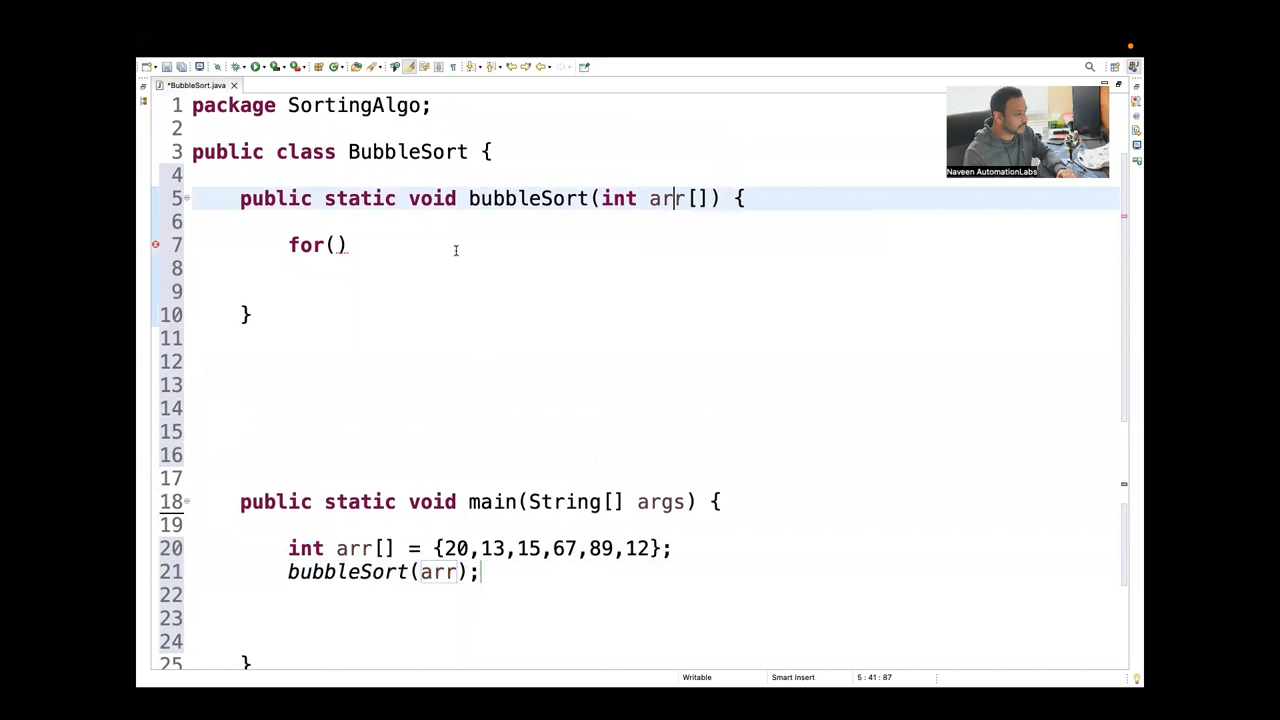 *BubbleSort.java
1 package SortingAlgo;
2
3 public class BubbleSort {
4
5 public static void bubbleSort(int arr[]) {
6
7 for()
8
9
10 }
11
12
13
14
15
16
17
18 public static void main(String[] args) {
19
20 int arr[] = {20,13,15,67,89,12};
21 bubbleSort(arr);
22
23
24
25 }
Naveen AutomationLabs
Writable Smart Insert 5 : 41 : 87